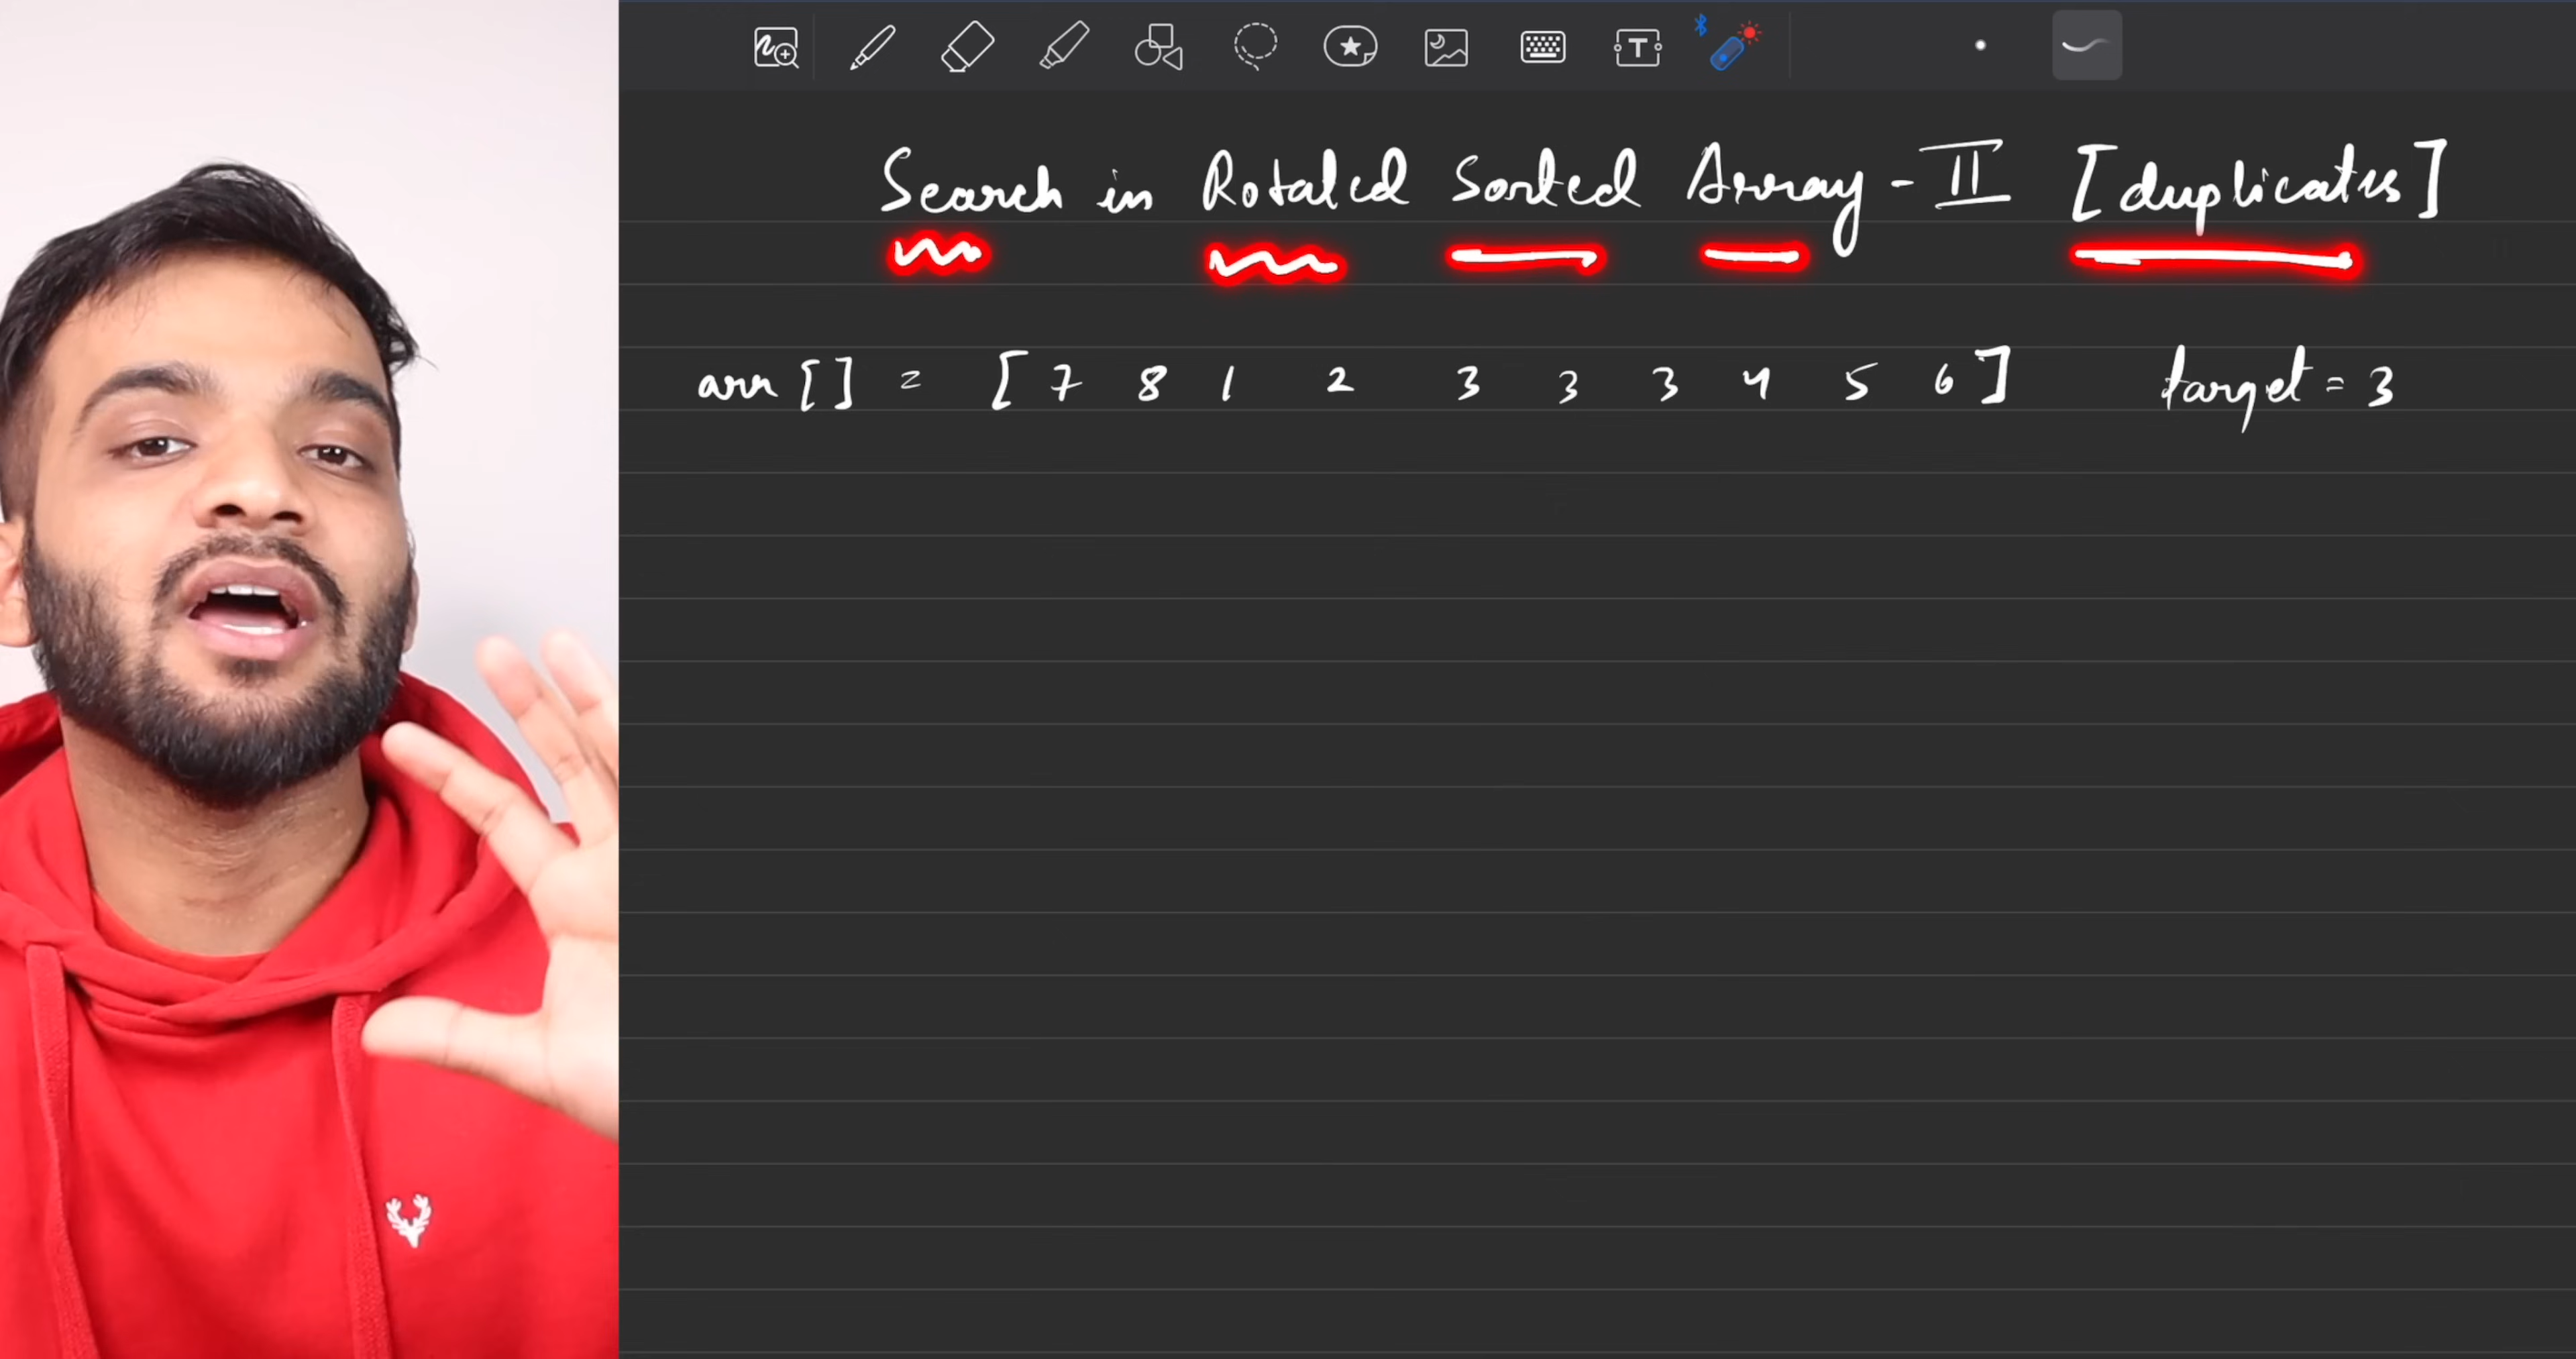 Search in Rotated Sorted Array - II [duplicates]
arr [] = [ 7 8 1 2 3 3 3 4 5 6 ] target = 3